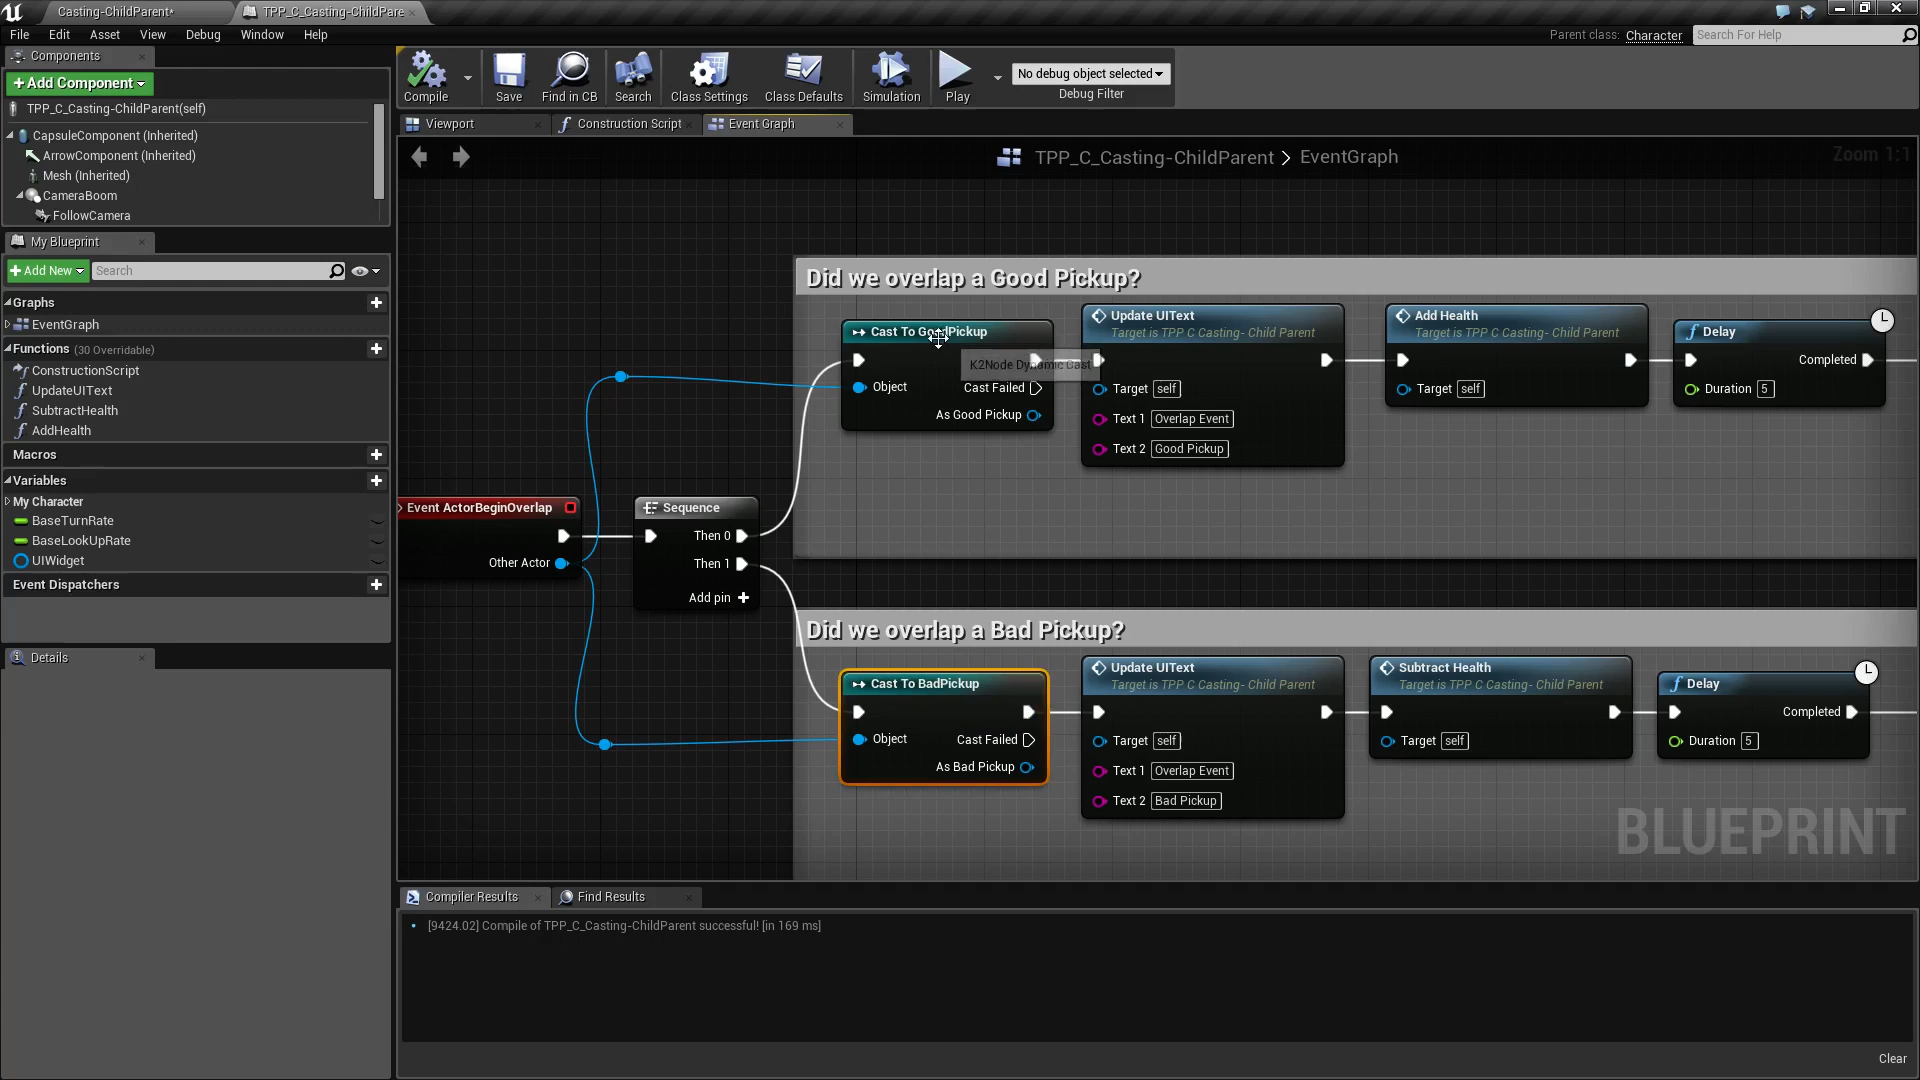 Casting-ChildParent*
TPP_C_Casting-ChildPare
File Edit Asset View Debug Window Help
Parent class: Character
Search For Help
Components
Add Component
TPP_C_Casting-ChildParent(self)
CapsuleComponent (Inherited)
ArrowComponent (Inherited)
Mesh (Inherited)
CameraBoom
FollowCamera
Compile
Save
Find in CB
Search
Class Settings
Class Defaults
Simulation
Play
No debug object selected
Debug Filter
Viewport
Construction Script
Event Graph
TPP_C_Casting-ChildParent > EventGraph
Zoom 1:1
My Blueprint
+ Add New
Search
Graphs
EventGraph
Functions (30 Overridable)
ConstructionScript
UpdateUIText
SubtractHealth
AddHealth
Macros
Variables
My Character
BaseTurnRate
BaseLookUpRate
UIWidget
Event Dispatchers
Details
Event ActorBeginOverlap
Other Actor
Sequence
Then 0
Then 1
Add pin +
Did we overlap a Good Pickup?
Cast To GoodPickup
K2Node Dynamic Cast
Object
Cast Failed
As Good Pickup
Update UIText
Target is TPP C Casting- Child Parent
Target self
Text 1 Overlap Event
Text 2 Good Pickup
Add Health
Target is TPP C Casting- Child Parent
Target self
Delay
Completed
Duration 5
Did we overlap a Bad Pickup?
Cast To BadPickup
Object
Cast Failed
As Bad Pickup
Update UIText
Target is TPP C Casting- Child Parent
Target self
Text 1 Overlap Event
Text 2 Bad Pickup
Subtract Health
Target is TPP C Casting- Child Parent
Target self
Delay
Completed
Duration 5
BLUEPRINT
Compiler Results
Find Results
[9424.02] Compile of TPP_C_Casting-ChildParent successful! [in 169 ms]
Clear